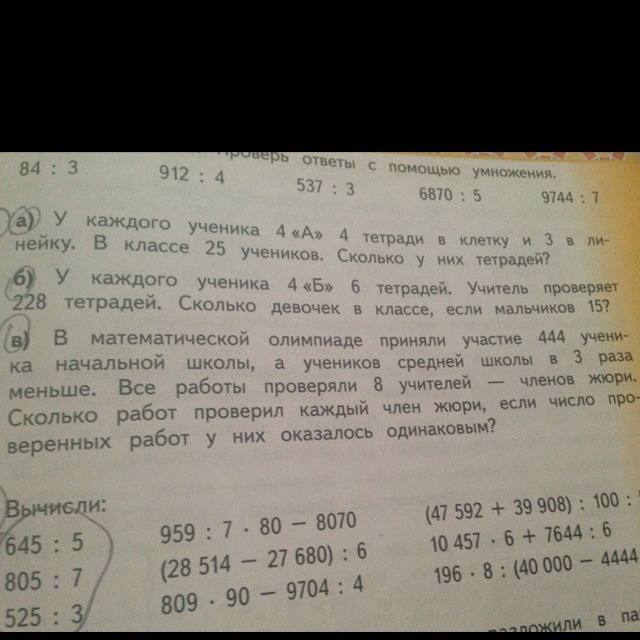 Проверь ответы с помощью умножения.
84 : 3 912 : 4 537 : 3 6870 : 5 9744 : 7
а) У каждого ученика 4 «А» 4 тетради в клетку и 3 в ли-
нейку. В классе 25 учеников. Сколько у них тетрадей?
б) У каждого ученика 4 «Б» 6 тетрадей. Учитель проверяет
228 тетрадей. Сколько девочек в классе, если мальчиков 15?
в) В математической олимпиаде приняли участие 444 учени-
ка начальной школы, а учеников средней школы в 3 раза
меньше. Все работы проверяли 8 учителей — членов жюри.
Сколько работ проверил каждый член жюри, если число про-
веренных работ у них оказалось одинаковым?
Вычисли:
645 : 5 959 : 7 · 80 − 8070 (47 592 + 39 908) : 100 :
805 : 7 (28 514 − 27 680) : 6 10 457 · 6 + 7644 : 6
525 : 3 809 · 90 − 9704 : 4 196 · 8 : (40 000 − 4444
в па